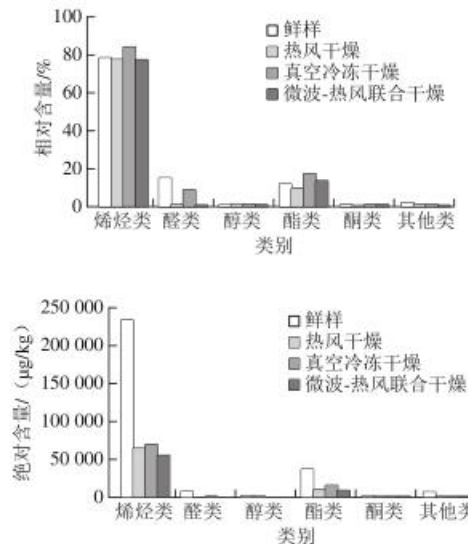 100
80
60
40
20
0
相对含量/%
鲜样
热风干燥
真空冷冻干燥
微波-热风联合干燥
烯烃类 醛类 醇类 酯类 酮类 其他类
类别
250 000
200 000
150 000
100 000
50 000
0
绝对含量/（μg/kg）
鲜样
热风干燥
真空冷冻干燥
微波-热风联合干燥
烯烃类 醛类 醇类 酯类 酮类 其他类
类别